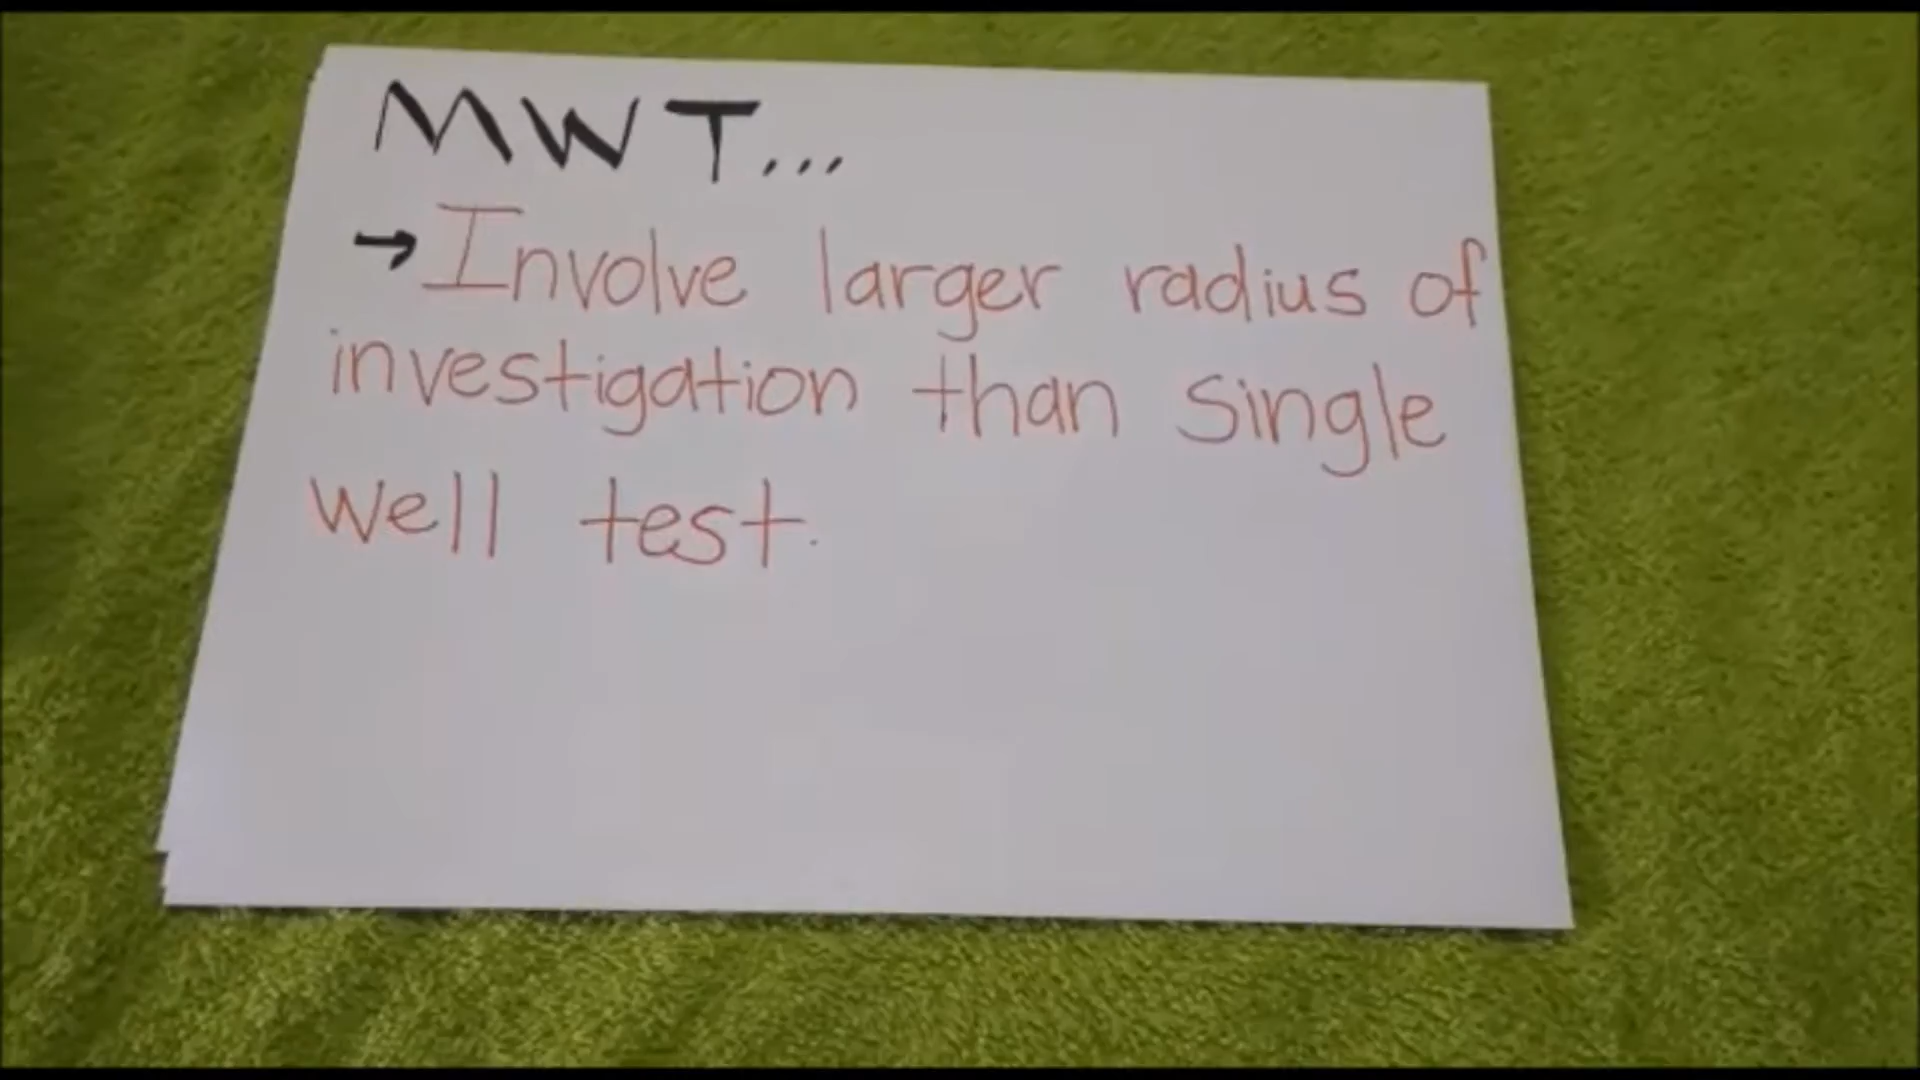 MWT...
→ Involve larger radius of
investigation than single
well test.